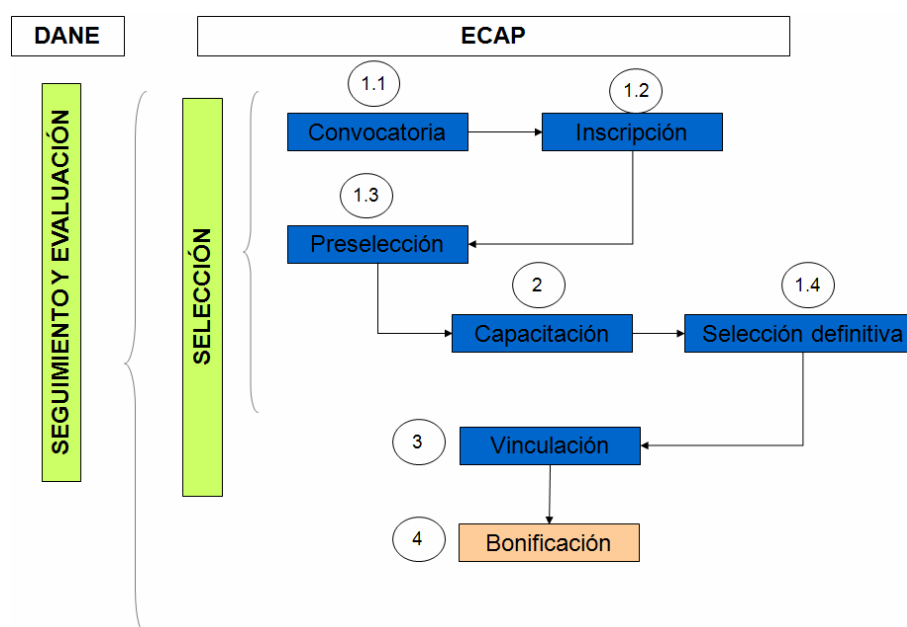 DANE
ECAP
SEGUIMIENTO Y EVALUACIÓN
SELECCIÓN
1.1
Convocatoria
1.2
Inscripción
1.3
Preselección
2
Capacitación
1.4
Selección definitiva
3
Vinculación
4
Bonificación